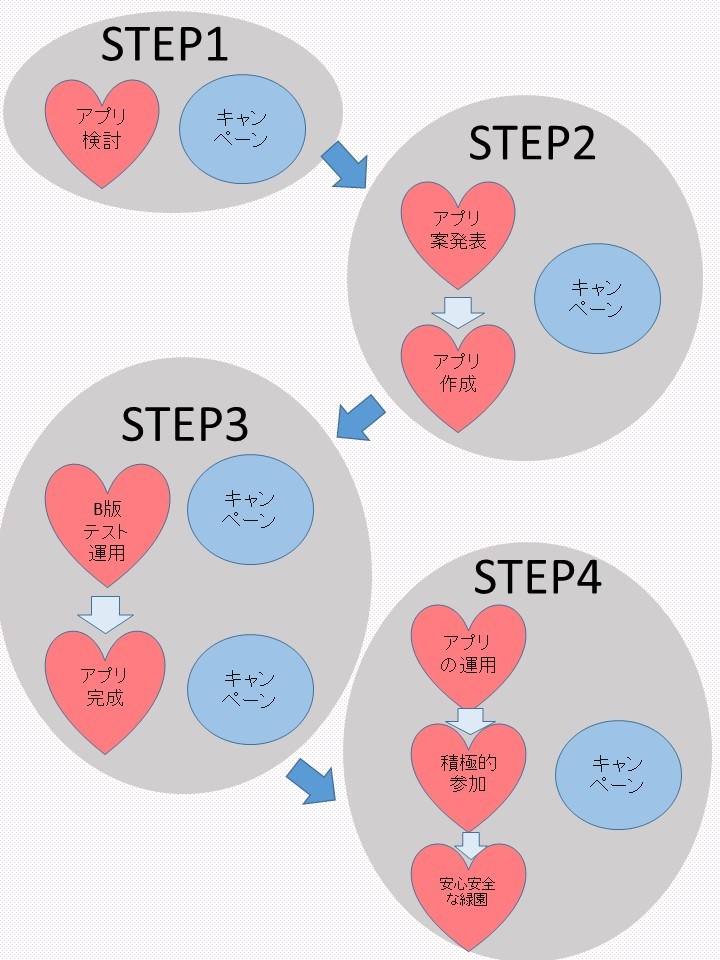 STEP1
アプリ
検討
キャン
ペーン
STEP2
アプリ
案発表
キャン
ペーン
アプリ
作成
STEP3
B版
テスト
運用
キャン
ペーン
アプリ
完成
キャン
ペーン
STEP4
アプリ
の運用
積極的
参加
キャン
ペーン
安心安全
な緑園